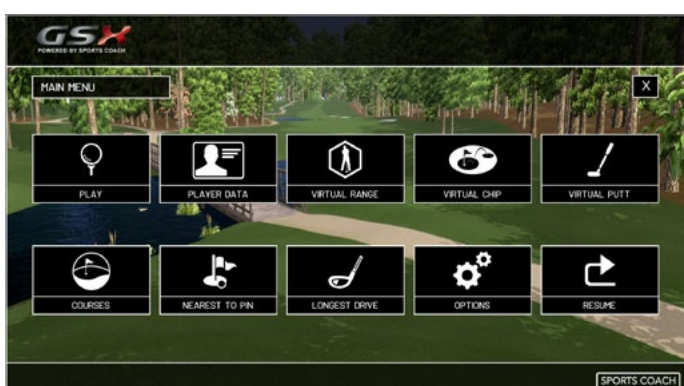 GSX
POWERED BY SPORTS COACH
MAIN MENU
X
PLAY
PLAYER DATA
VIRTUAL RANGE
VIRTUAL CHIP
VIRTUAL PUTT
COURSES
NEAREST TO PIN
LONGEST DRIVE
OPTIONS
RESUME
SPORTS COACH